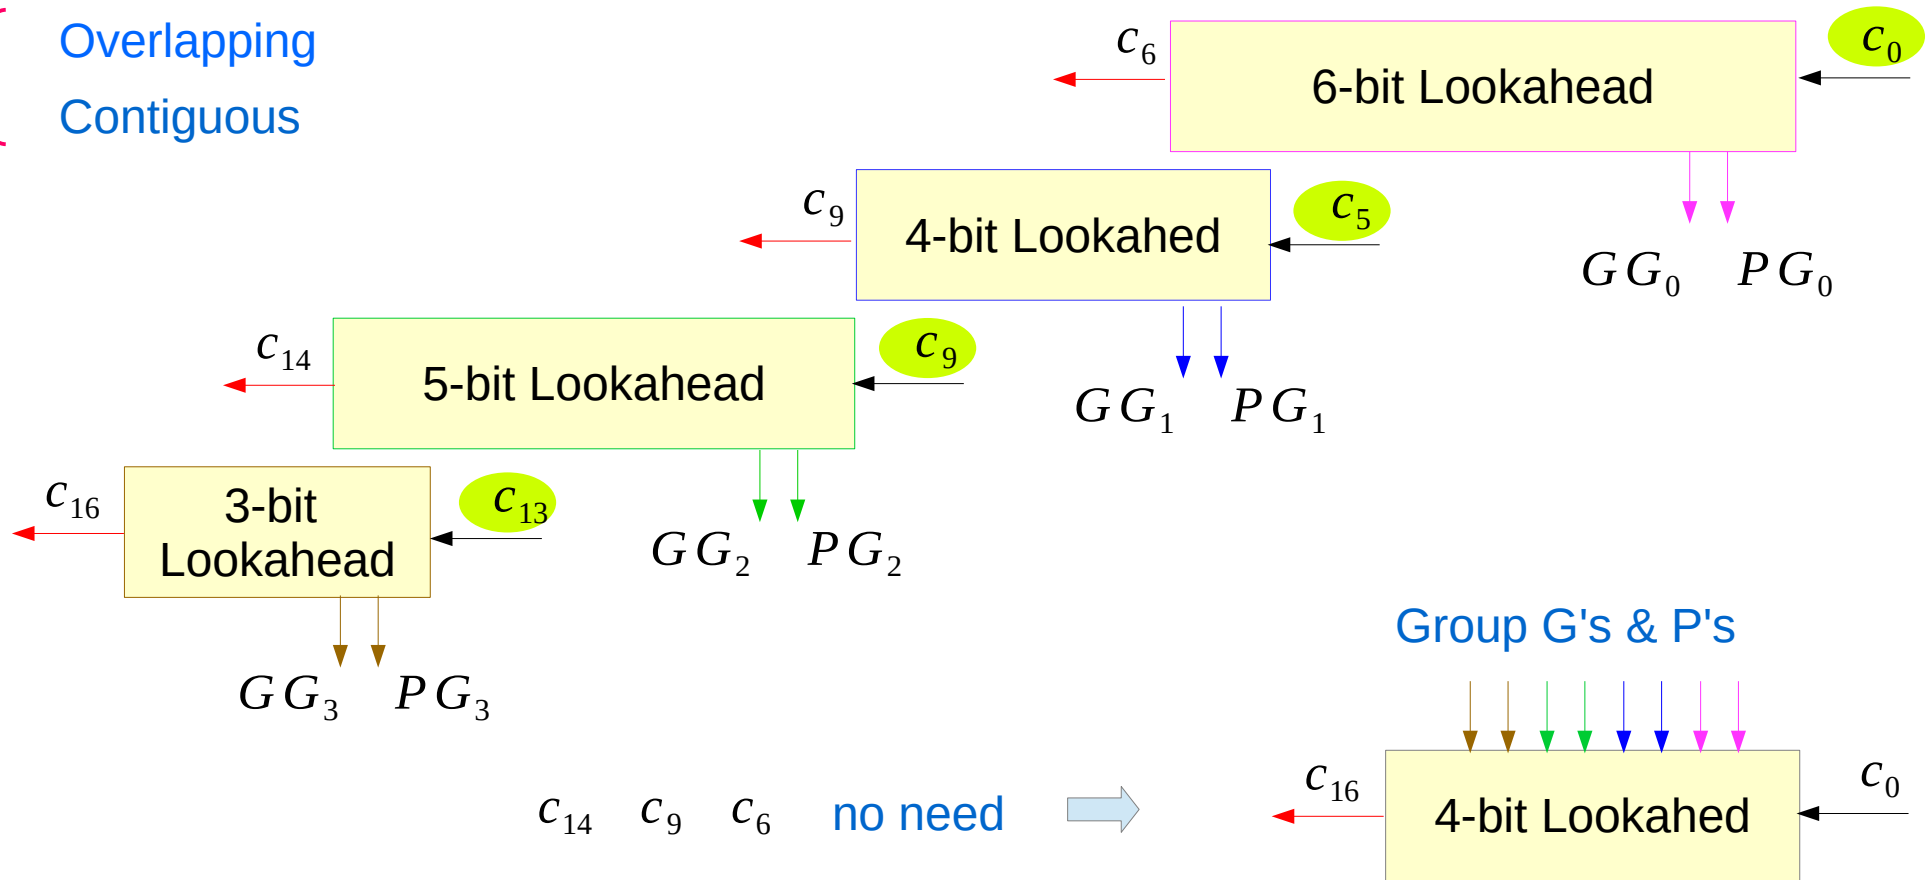 Overlapping
Contiguous
c6
6-bit Lookahead
c0
c9
4-bit Lookahed
c5
GG0 PG0
c14
5-bit Lookahead
c9
GG1 PG1
c16
3-bit
Lookahead
c13
GG2 PG2
Group G's & P's
GG3 PG3
c14 c9 c6 no need
c16
4-bit Lookahed
c0